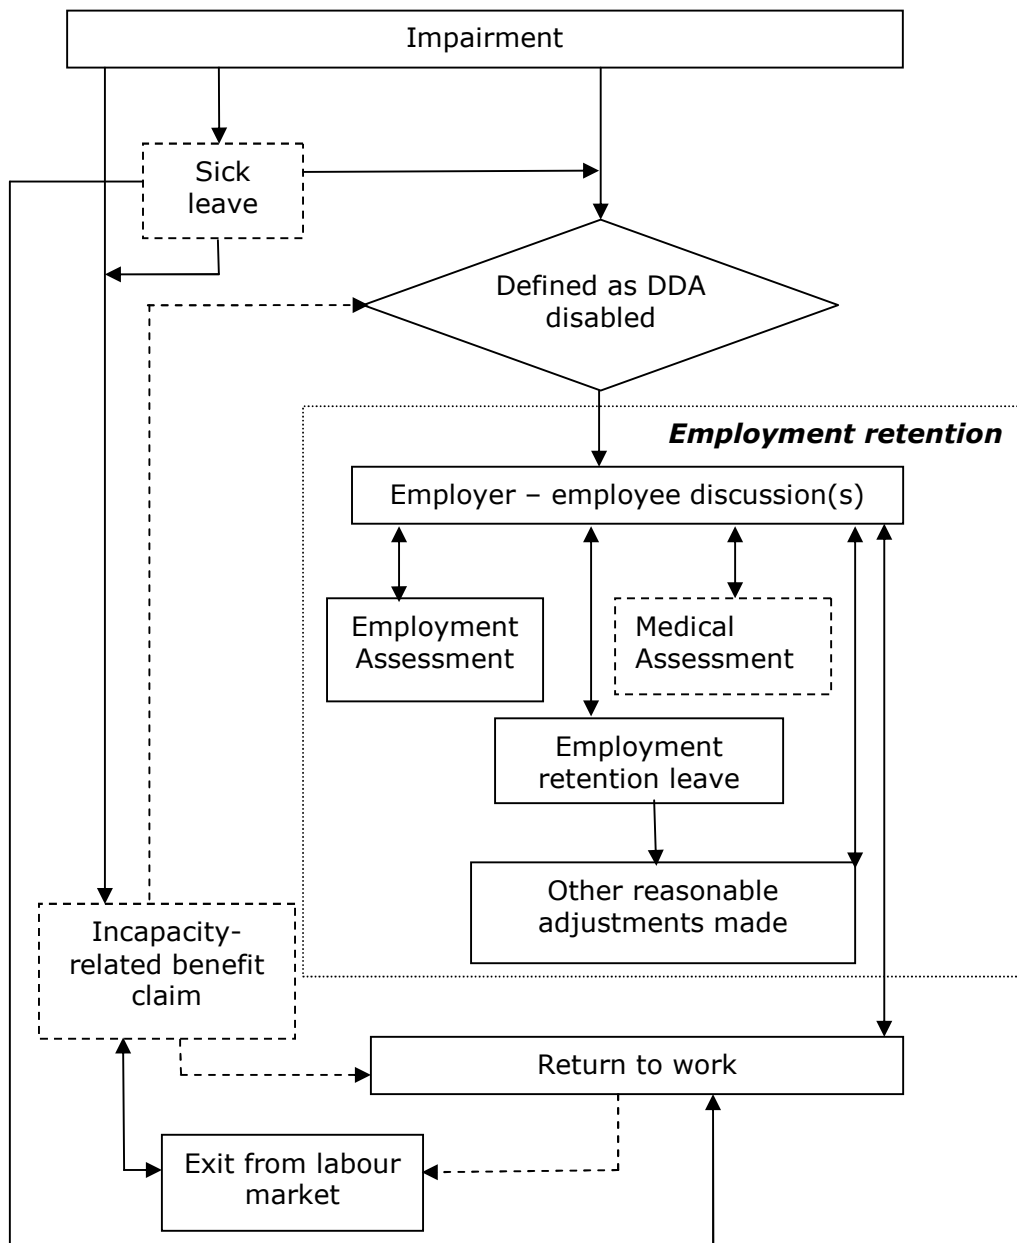 Impairment
Sick
leave
Defined as DDA
disabled
Employment retention
Employer – employee discussion(s)
Employment
Assessment
Medical
Assessment
Employment
retention leave
Other reasonable
adjustments made
Incapacity-
related benefit
claim
Return to work
Exit from labour
market